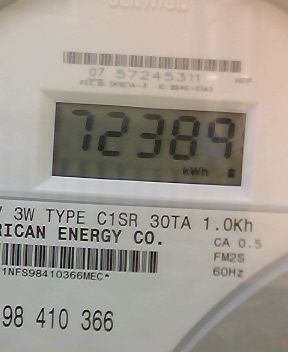 07 57245311
72389
kWh
V 3W TYPE C1SR 30TA 1.0Kh
RICAN ENERGY CO.
CA 0.5
FM2S
60Hz
1NFS98410366MEC*
98 410 366